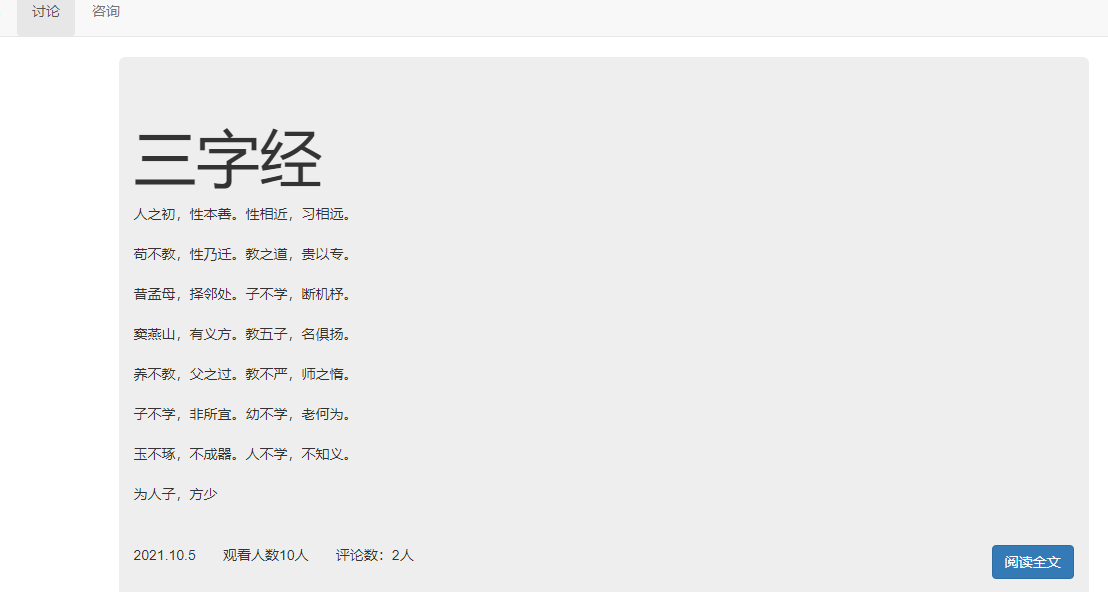 讨论 咨询
三字经
人之初，性本善。性相近，习相远。
苟不教，性乃迁。教之道，贵以专。
昔孟母，择邻处。子不学，断机杼。
窦燕山，有义方。教五子，名俱扬。
养不教，父之过。教不严，师之惰。
子不学，非所宜。幼不学，老何为。
玉不琢，不成器。人不学，不知义。
为人子，方少
2021.10.5 观看人数10人 评论数：2人 阅读全文